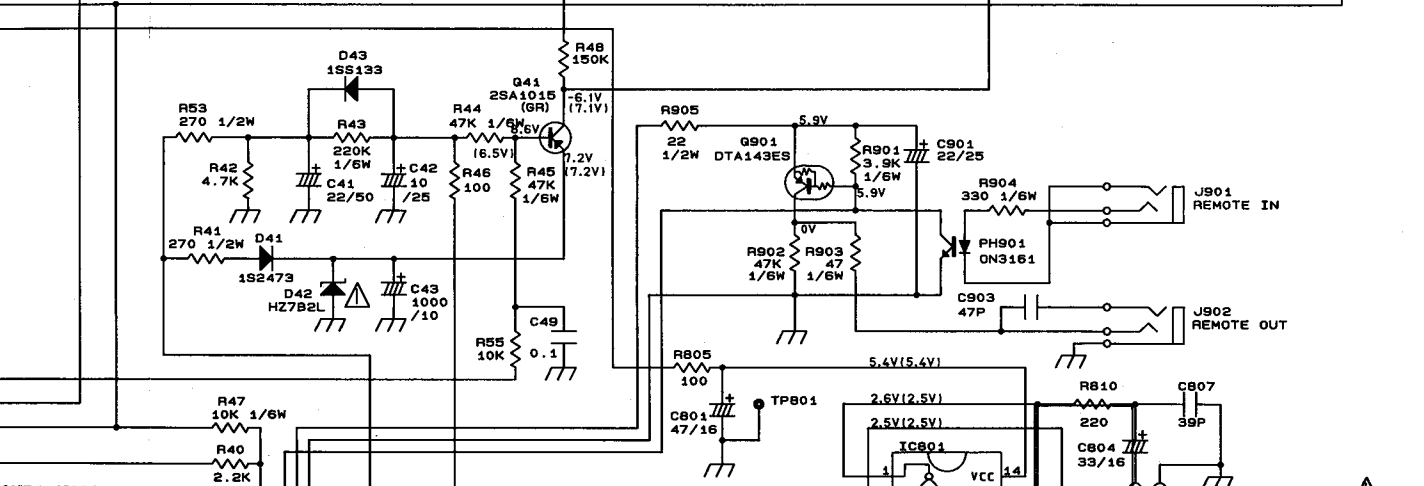 D43
1SS133
R53
270 1/2W
R43
220K
1/6W
R42
4.7K
C41
22/50
C42
10
/25
R44
47K 1/6W
8.6V
(6.5V)
R46
100
R45
47K
1/6W
Q41
2SA1015
(GR)
R48
150K
-6.1V
(7.1V)
7.2V
(7.2V)
R41
270 1/2W
D41
1S2473
D42
HZ7B2L
C43
1000
/10
R55
10K
C49
0.1
R47
10K 1/6W
R40
2.2K
R905
22
1/2W
5.9V
Q901
DTA143ES
R901
3.9K
1/6W
5.9V
C901
22/25
0V
R902
47K
1/6W
R903
47
1/6W
R904
330 1/6W
PH901
ON3161
J901
REMOTE IN
C903
47P
J902
REMOTE OUT
R805
100
5.4V(5.4V)
C801
47/16
TP801
2.6V(2.5V)
2.5V(2.5V)
IC801
1
VCC
14
R810
220
C807
39P
C804
33/16